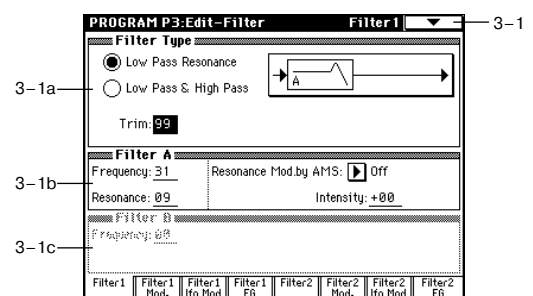 PROGRAM P3:Edit-Filter Filter1
3-1
Filter Type
Low Pass Resonance
Low Pass & High Pass
A
3-1a
Trim:99
Filter A
Frequency: 31 Resonance Mod.by AMS: Off
3-1b
Resonance: 09 Intensity: +00
Filter B
Frequency: 00
3-1c
Filter1 Filter1 Mod. Filter1 lfo Mod Filter1 EG Filter2 Filter2 Mod. Filter2 lfo Mod Filter2 EG